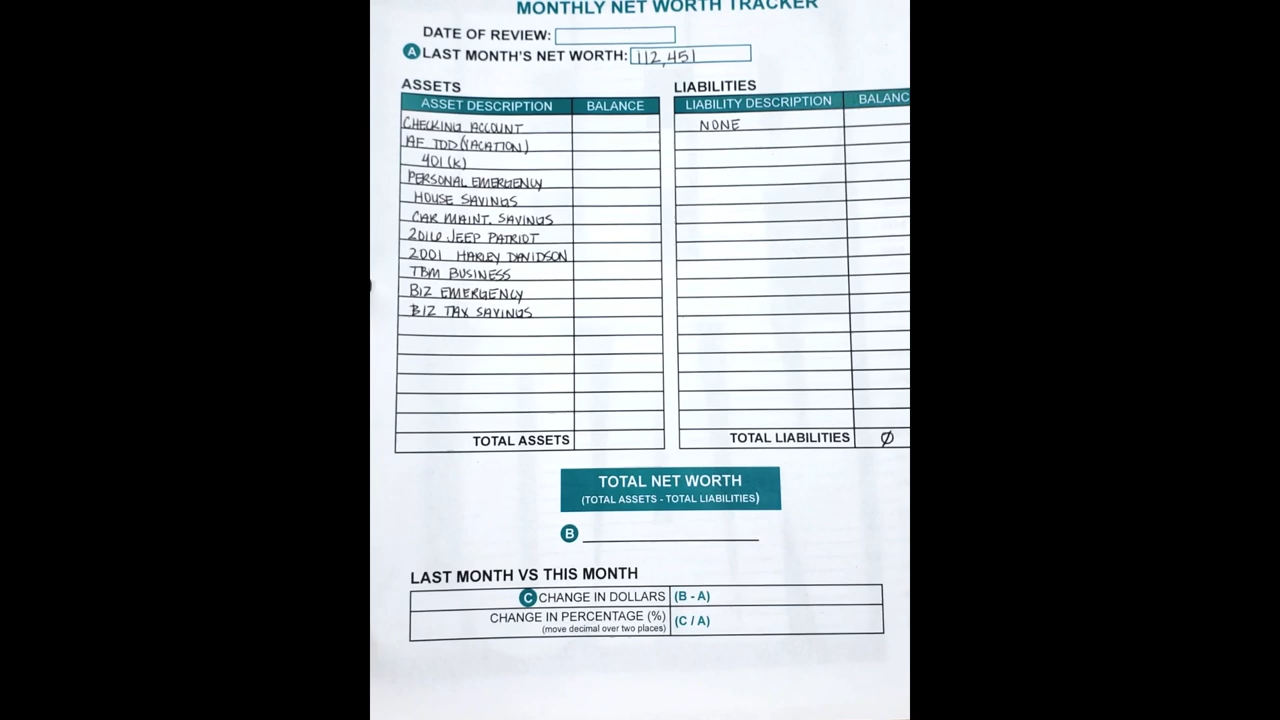 MONTHLY NET WORTH TRACKER
DATE OF REVIEW:
A LAST MONTH'S NET WORTH: 112,451
ASSETS
ASSET DESCRIPTION BALANCE
CHECKING ACCOUNT
AF TDD (VACATION)
401(K)
PERSONAL EMERGENCY
HOUSE SAVINGS
CAR MAINT. SAVINGS
2016 JEEP PATRIOT
2001 HARLEY DAVIDSON
TBM BUSINESS
BIZ EMERGENCY
BIZ TAX SAVINGS
TOTAL ASSETS
LIABILITIES
LIABILITY DESCRIPTION BALANC
NONE
TOTAL LIABILITIES Ø
TOTAL NET WORTH
(TOTAL ASSETS - TOTAL LIABILITIES)
B
LAST MONTH VS THIS MONTH
C CHANGE IN DOLLARS (B - A)
CHANGE IN PERCENTAGE (%) (C / A)
(move decimal over two places)